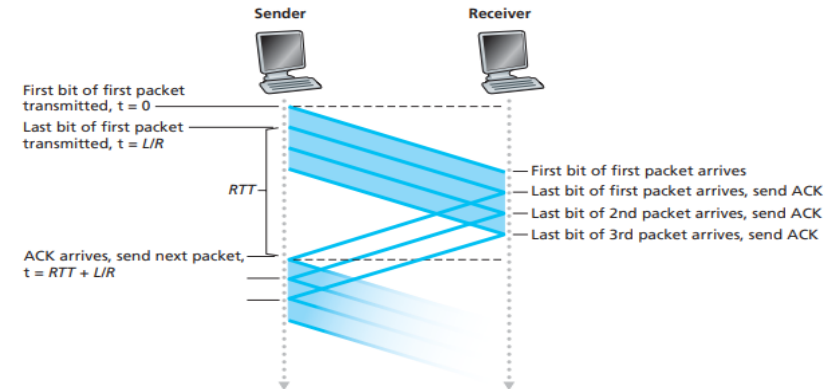 Sender
Receiver
First bit of first packet
transmitted, t = 0
Last bit of first packet
transmitted, t = L/R
RTT
First bit of first packet arrives
Last bit of first packet arrives, send ACK
Last bit of 2nd packet arrives, send ACK
Last bit of 3rd packet arrives, send ACK
ACK arrives, send next packet,
t = RTT + L/R